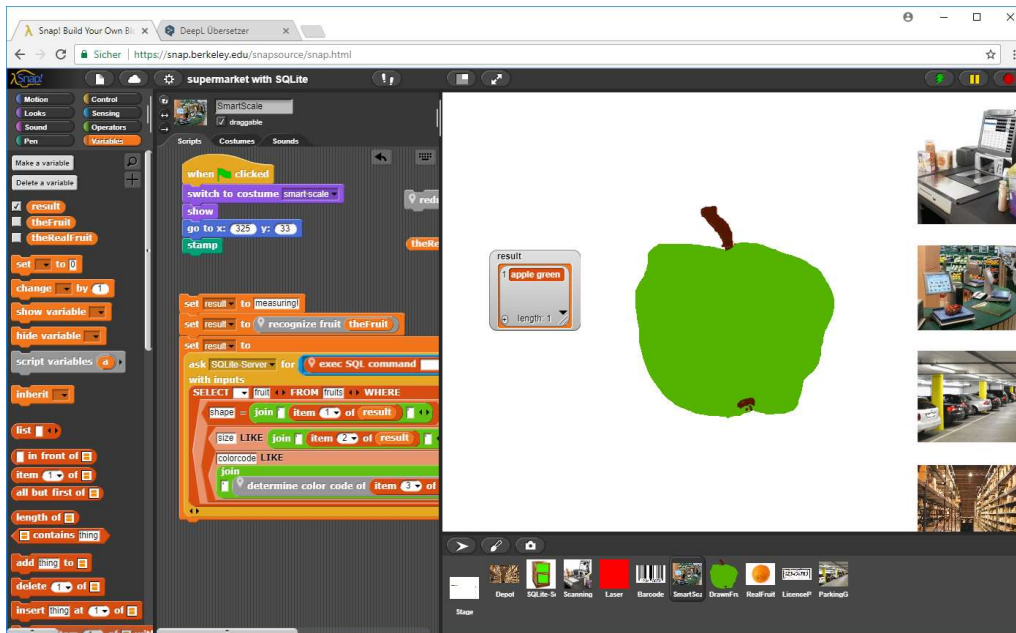 Snap! Build Your Own Bl
DeepL Übersetzer
Sicher | https://snap.berkeley.edu/snapsource/snap.html
Snap!
supermarket with SQLite
Motion
Control
Looks
Sensing
Sound
Operators
Pen
Variables
Make a variable
Delete a variable
result
theFruit
theRealFruit
set to 0
change by 1
show variable
hide variable
script variables a
inherit
list
in front of
item 1 of
all but first of
length of
contains thing
add thing to
delete 1 of
insert thing at 1 of
SmartScale
draggable
Scripts Costumes Sounds
when clicked
switch to costume smart-scale
show
go to x: 325 y: 33
stamp
redu
theRe
set result to measuring!
set result to recognize fruit theFruit
set result to
ask SQLite-Server for exec SQL command
with inputs
SELECT fruit FROM fruits WHERE
shape = join item 1 of result
size LIKE join item 2 of result
colorcode LIKE
join
determine color code of item 3 of
result
1 apple green
length: 1
Stage
Depot
SQLite-Se
Scanning
Laser
Barcode
SmartSca
DrawnFru
RealFruit
LicenceP
ParkingG